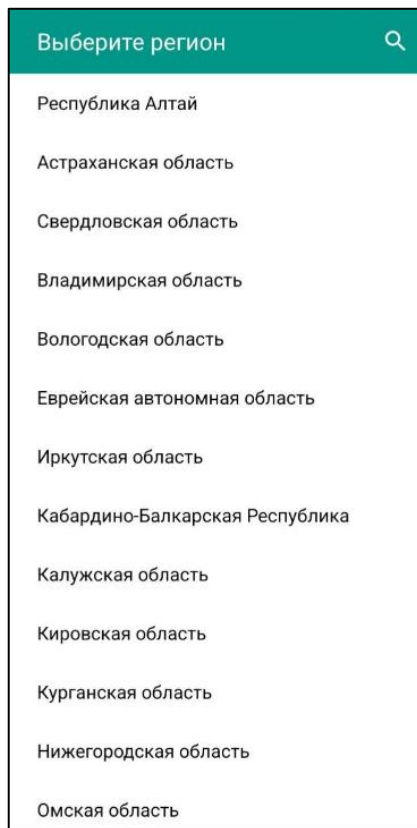 Выберите регион
Республика Алтай
Астраханская область
Свердловская область
Владимирская область
Вологодская область
Еврейская автономная область
Иркутская область
Кабардино-Балкарская Республика
Калужская область
Кировская область
Курганская область
Нижегородская область
Омская область